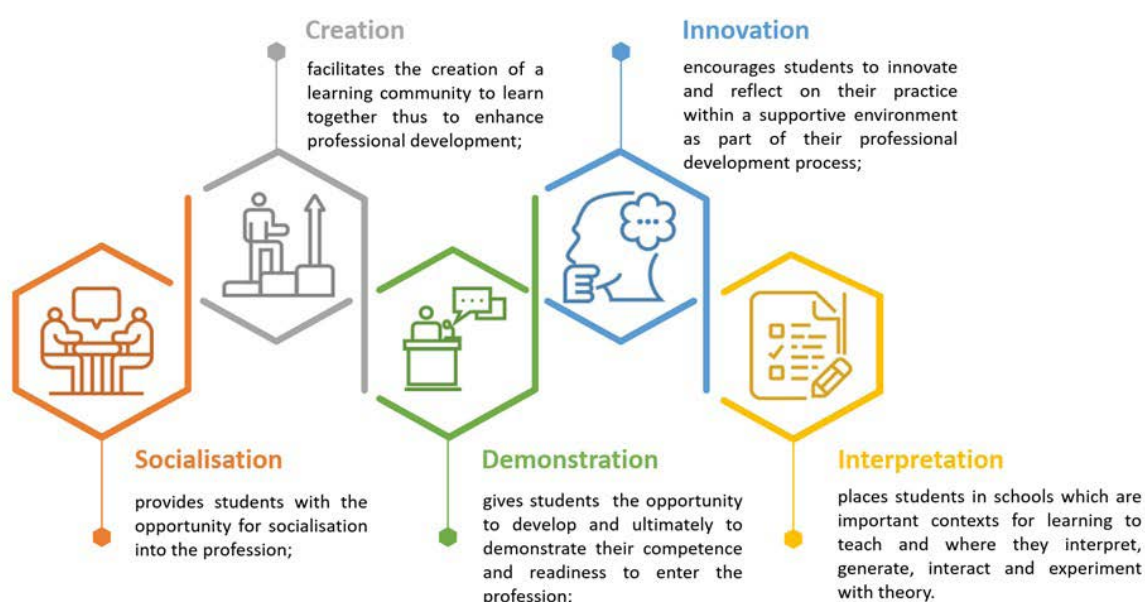 Creation
facilitates the creation of a
learning community to learn
together thus to enhance
professional development;
Innovation
encourages students to innovate
and reflect on their practice
within a supportive environment
as part of their professional
development process;
Socialisation
provides students with the
opportunity for socialisation
into the profession;
Demonstration
gives students the opportunity
to develop and ultimately to
demonstrate their competence
and readiness to enter the
profession;
Interpretation
places students in schools which are
important contexts for learning to
teach and where they interpret,
generate, interact and experiment
with theory.